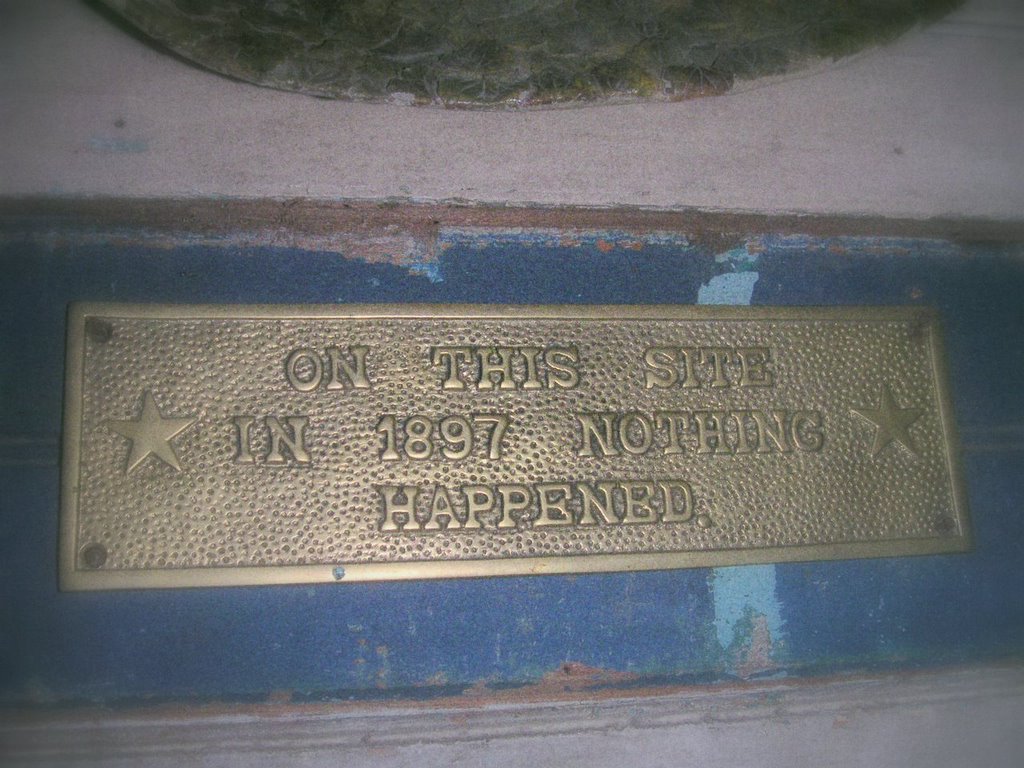 ON THIS SITE
IN 1897 NOTHING
HAPPENED.